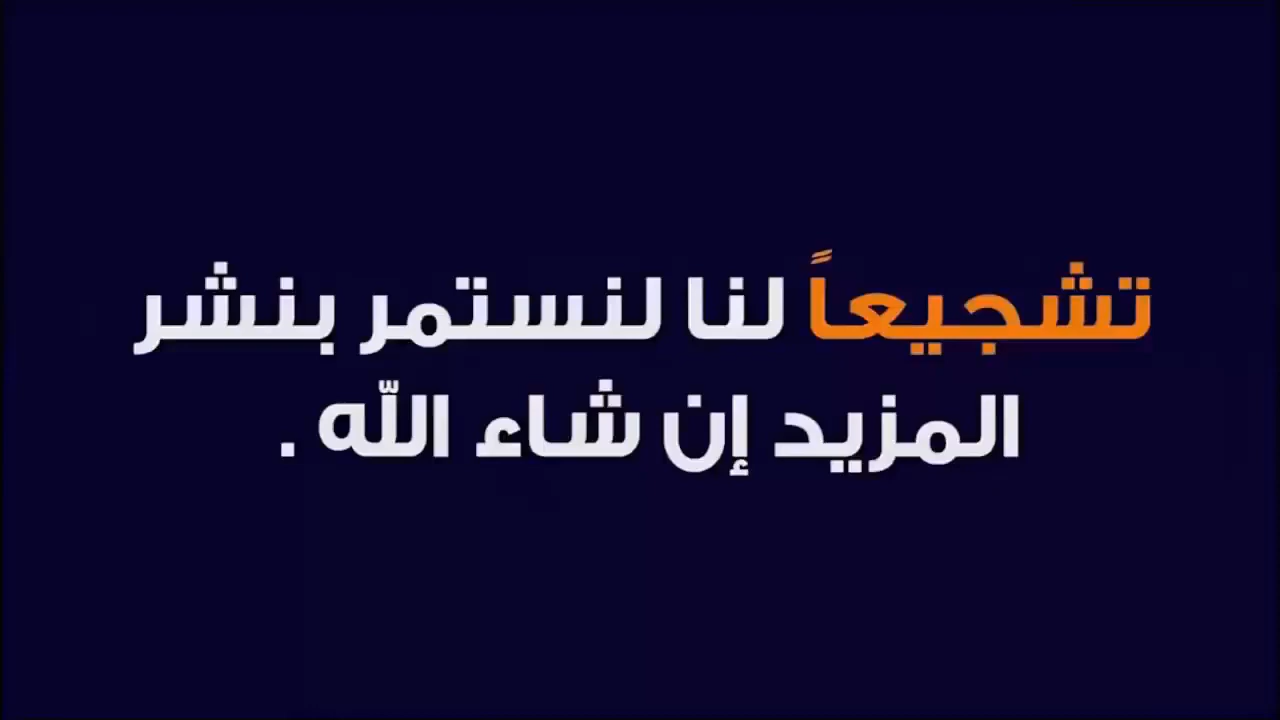 تشجيعاً لنا لنستمر بنشر
المزيد إن شاء اللّه .